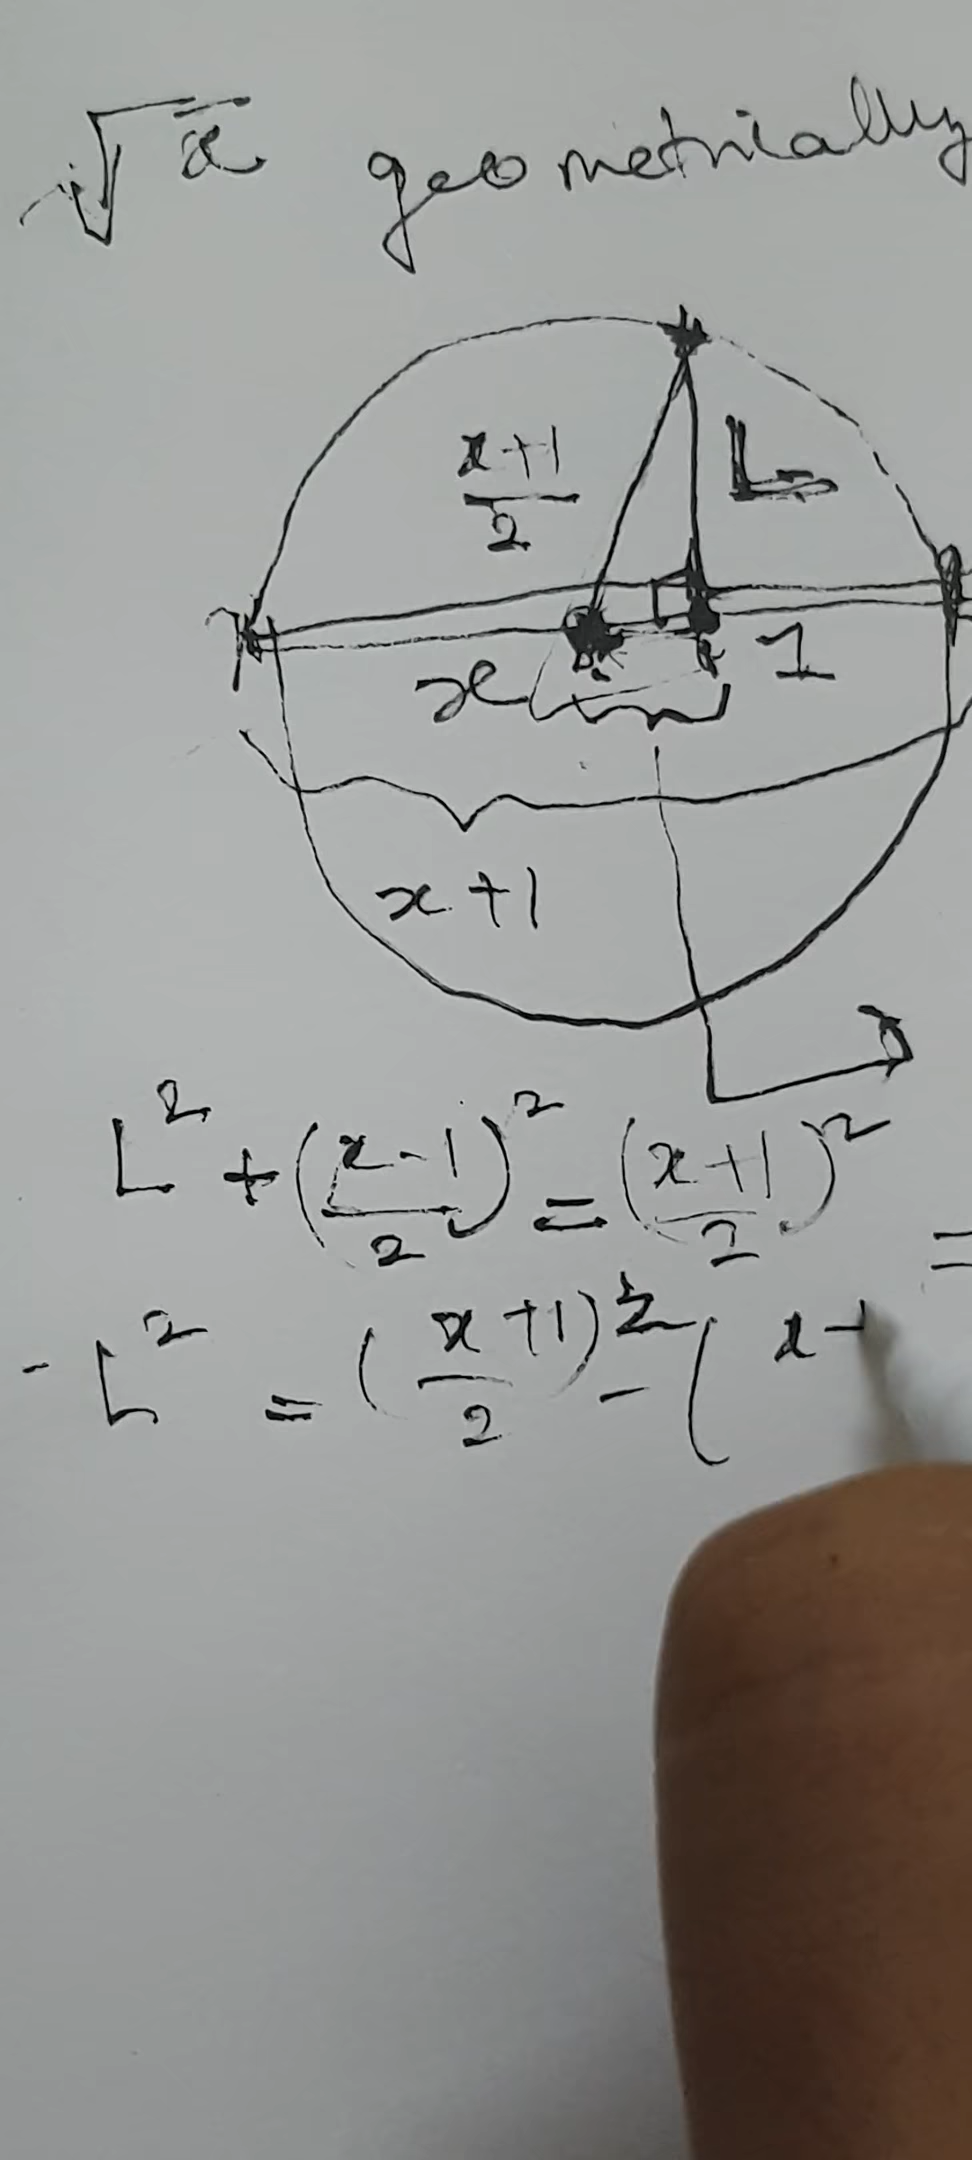 √x geometrically
x+1
2
L
x 1
x+1
L² + (x-1/2)² = (x+1/2)² =
L² = (x+1/2)² - (x-